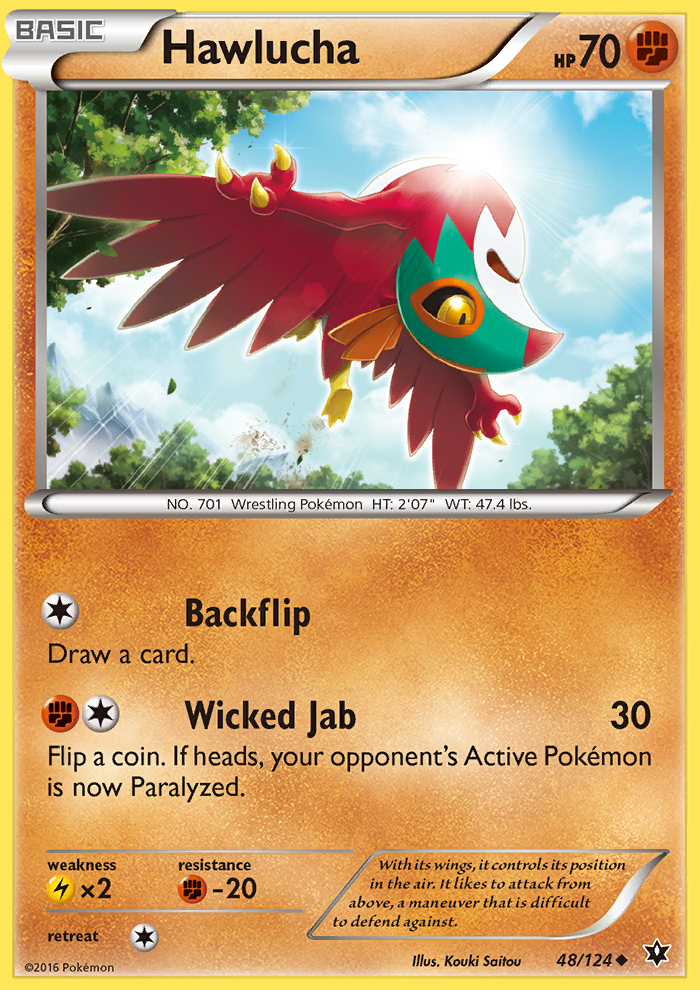 BASIC
Hawlucha
HP70
NO. 701 Wrestling Pokémon HT: 2'07" WT: 47.4 lbs.
Backflip
Draw a card.
Wicked Jab 30
Flip a coin. If heads, your opponent's Active Pokémon
is now Paralyzed.
weakness
×2
resistance
-20
retreat
With its wings, it controls its position
in the air. It likes to attack from
above, a maneuver that is difficult
to defend against.
©2016 Pokémon
Illus. Kouki Saitou
48/124